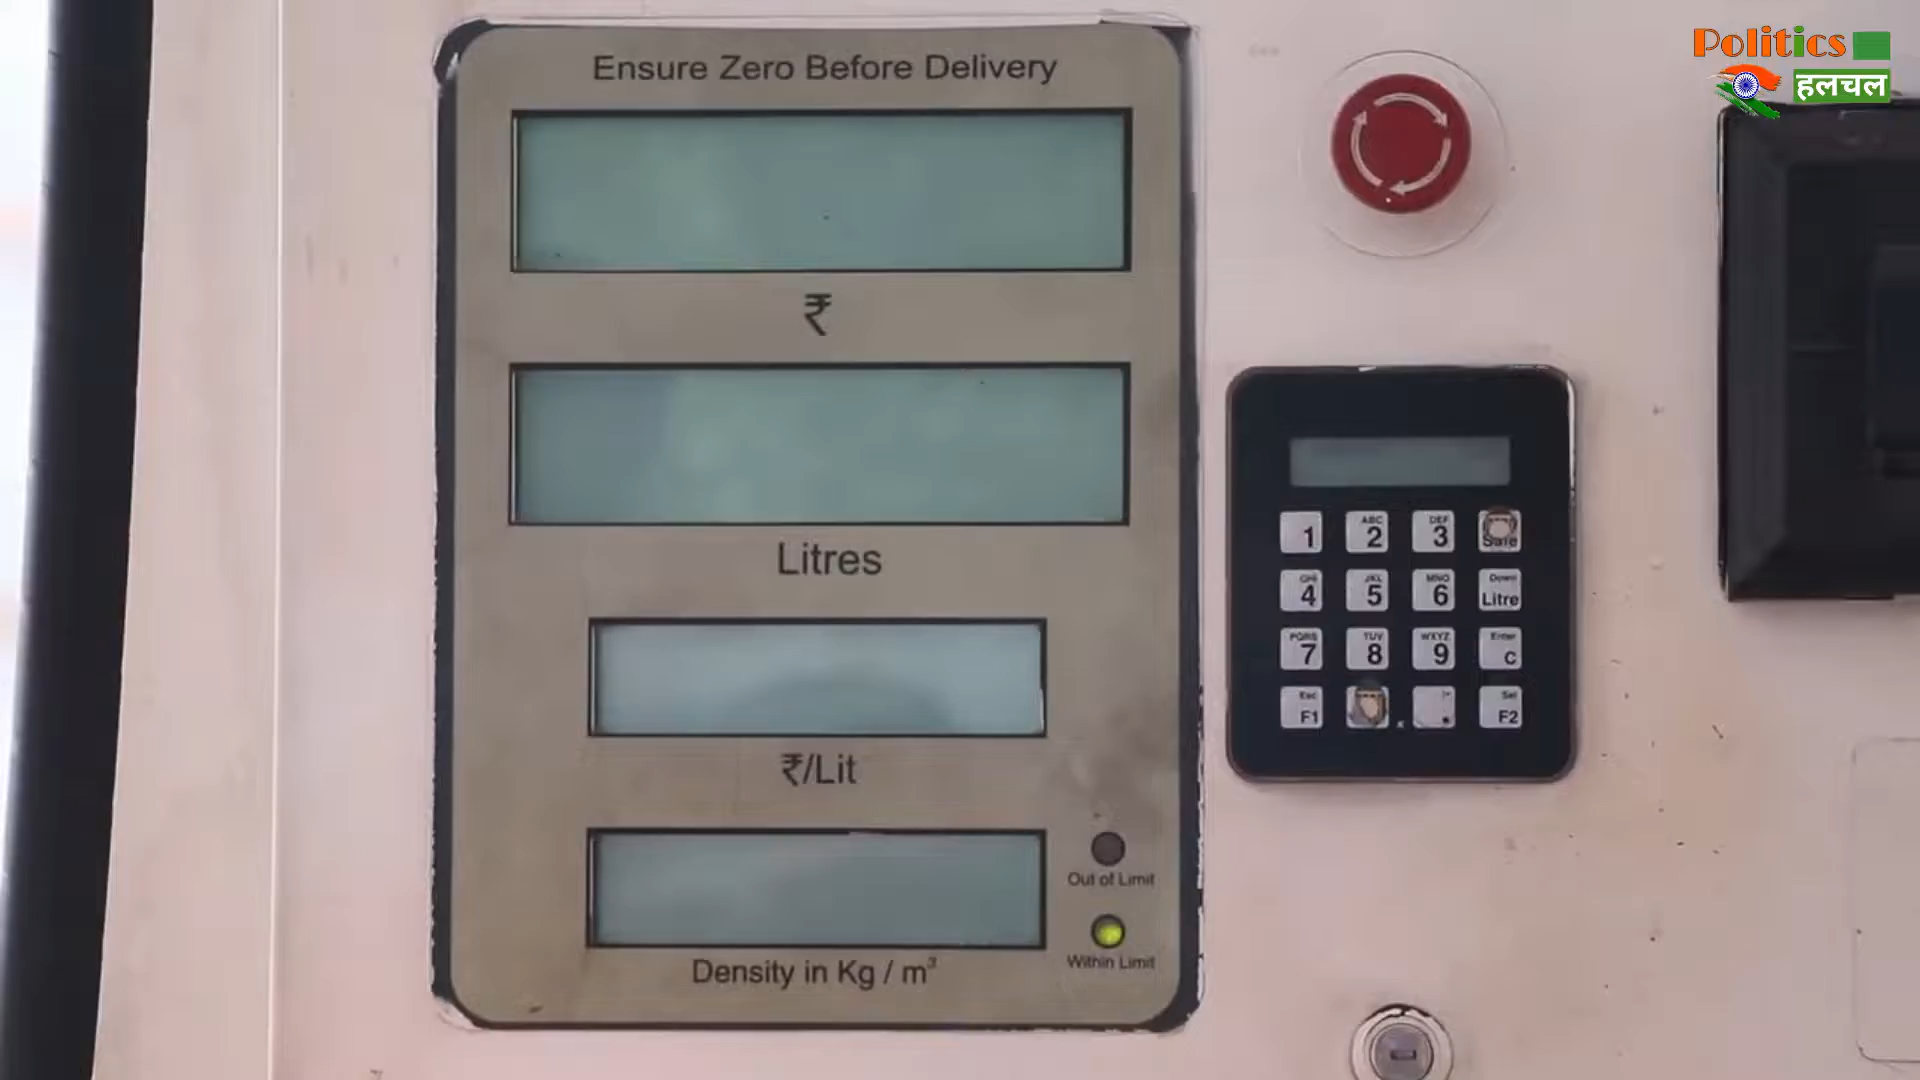 Politics
हलचल
Ensure Zero Before Delivery
₹
Litres
₹/Lit
Out of Limit
Within Limit
Density in Kg / m³
1
ABC 2
DEF 3
GHI 4
JKL 5
MNO 6
Down Litre
PQRS 7
TUV 8
WXYZ 9
Enter C
Esc F1
Sel F2